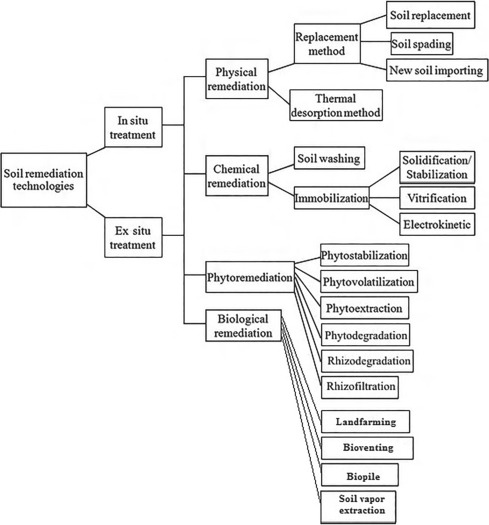 Soil replacement
Replacement
method
Soil spading
New soil importing
Physical
remediation
Thermal
desorption method
In situ
treatment
Soil remediation
technologies
Ex situ
treatment
Chemical
remediation
Soil washing
Immobilization
Solidification/
Stabilization
Vitrification
Electrokinetic
Phytoremediation
Phytostabilization
Phytovolatilization
Phytoextraction
Phytodegradation
Rhizodegradation
Rhizofiltration
Biological
remediation
Landfarming
Bioventing
Biopile
Soil vapor
extraction